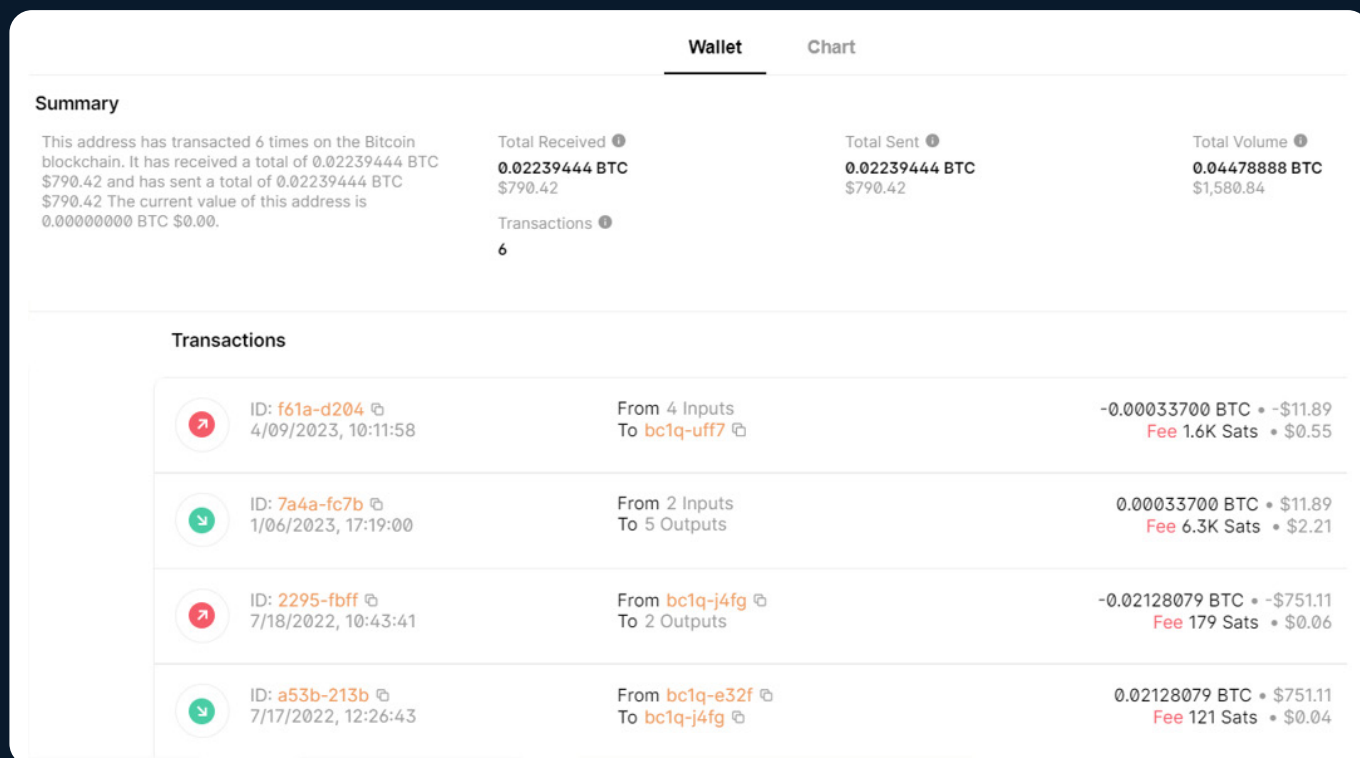 Wallet Chart
Summary
This address has transacted 6 times on the Bitcoin
blockchain. It has received a total of 0.02239444 BTC
$790.42 and has sent a total of 0.02239444 BTC
$790.42 The current value of this address is
0.00000000 BTC $0.00.
Total Received
0.02239444 BTC
$790.42
Total Sent
0.02239444 BTC
$790.42
Total Volume
0.04478888 BTC
$1,580.84
Transactions
6
Transactions
ID: f61a-d204
4/09/2023, 10:11:58
From 4 Inputs
To bc1q-uff7
-0.00033700 BTC • -$11.89
Fee 1.6K Sats • $0.55
ID: 7a4a-fc7b
1/06/2023, 17:19:00
From 2 Inputs
To 5 Outputs
0.00033700 BTC • $11.89
Fee 6.3K Sats • $2.21
ID: 2295-fbff
7/18/2022, 10:43:41
From bc1q-j4fg
To 2 Outputs
-0.02128079 BTC • -$751.11
Fee 179 Sats • $0.06
ID: a53b-213b
7/17/2022, 12:26:43
From bc1q-e32f
To bc1q-j4fg
0.02128079 BTC • $751.11
Fee 121 Sats • $0.04